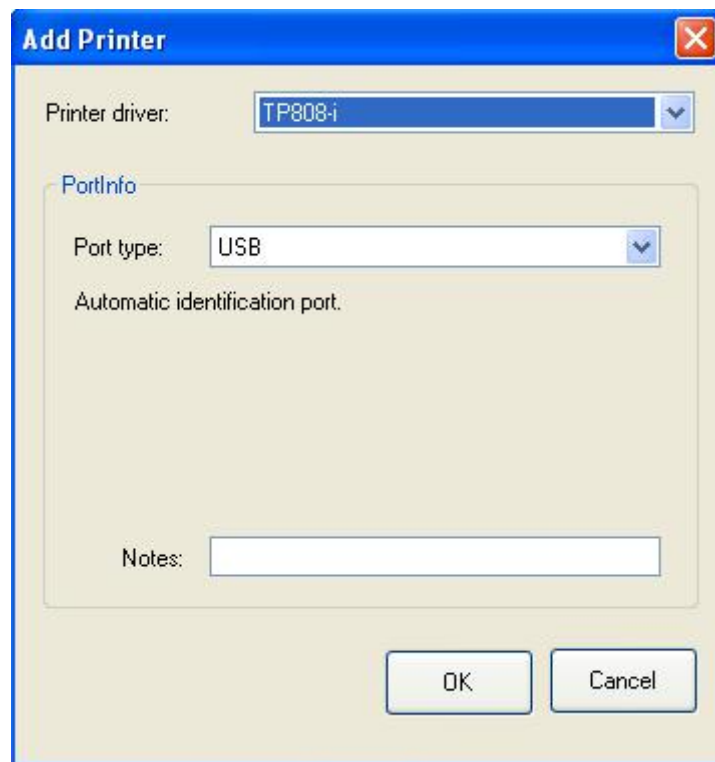 Add Printer
Printer driver: TP808-i
PortInfo
Port type: USB
Automatic identification port.
Notes:
OK Cancel